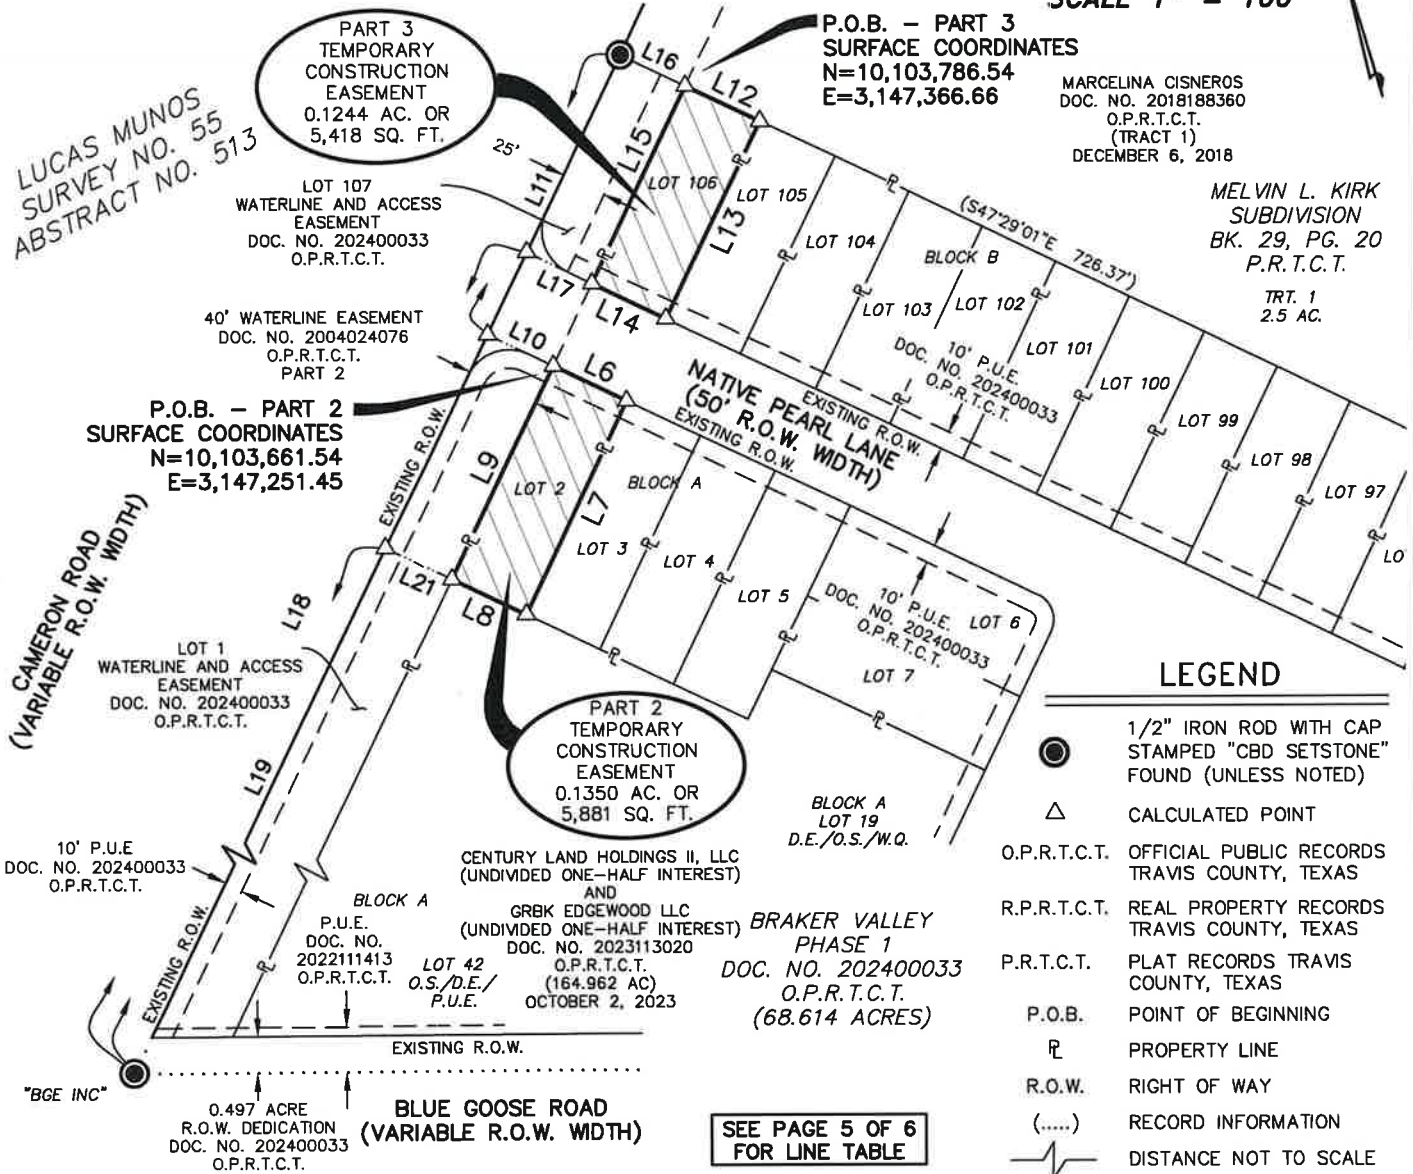 SCALE 1" = 100'
PART 3
TEMPORARY
CONSTRUCTION
EASEMENT
0.1244 AC. OR
5,418 SQ. FT.
P.O.B. – PART 3
SURFACE COORDINATES
N=10,103,786.54
E=3,147,366.66
MARCELINA CISNEROS
DOC. NO. 2018188360
O.P.R.T.C.T.
(TRACT 1)
DECEMBER 6, 2018
MELVIN L. KIRK
SUBDIVISION
BK. 29, PG. 20
P.R.T.C.T.
TRT. 1
2.5 AC.
LUCAS MUNOS
SURVEY NO. 55
ABSTRACT NO. 513
L16
L12
L15
25'
L11
LOT 106
L13
L17
L14
LOT 107
WATERLINE AND ACCESS
EASEMENT
DOC. NO. 202400033
O.P.R.T.C.T.
LOT 105
LOT 104
LOT 103
BLOCK B
LOT 102
LOT 101
LOT 100
LOT 99
LOT 98
LOT 97
LO
(S47°29'01"E 726.37')
10' P.U.E.
DOC. NO. 202400033
O.P.R.T.C.T.
40' WATERLINE EASEMENT
DOC. NO. 2004024076
O.P.R.T.C.T.
PART 2
L10
L6
P.O.B. – PART 2
SURFACE COORDINATES
N=10,103,661.54
E=3,147,251.45
NATIVE PEARL LANE
(50' R.O.W. WIDTH)
EXISTING R.O.W.
EXISTING R.O.W.
EXISTING R.O.W.
L9
LOT 2
L7
BLOCK A
LOT 3
LOT 4
LOT 5
LOT 6
LOT 7
10' P.U.E.
DOC. NO. 202400033
O.P.R.T.C.T.
CAMERON ROAD
(VARIABLE R.O.W. WIDTH)
L21
L8
L18
LOT 1
WATERLINE AND ACCESS
EASEMENT
DOC. NO. 202400033
O.P.R.T.C.T.
L19
PART 2
TEMPORARY
CONSTRUCTION
EASEMENT
0.1350 AC. OR
5,881 SQ. FT.
BLOCK A
LOT 19
D.E./O.S./W.Q.
10' P.U.E
DOC. NO. 202400033
O.P.R.T.C.T.
CENTURY LAND HOLDINGS II, LLC
(UNDIVIDED ONE–HALF INTEREST)
AND
GRBK EDGEWOOD LLC
(UNDIVIDED ONE–HALF INTEREST)
DOC. NO. 2023113020
O.P.R.T.C.T.
(164.962 AC)
OCTOBER 2, 2023
BLOCK A
P.U.E.
DOC. NO.
2022111413
O.P.R.T.C.T.
LOT 42
O.S./D.E./
P.U.E.
BRAKER VALLEY
PHASE 1
DOC. NO. 202400033
O.P.R.T.C.T.
(68.614 ACRES)
EXISTING R.O.W.
EXISTING R.O.W.
"BGE INC"
0.497 ACRE
R.O.W. DEDICATION
DOC. NO. 202400033
O.P.R.T.C.T.
BLUE GOOSE ROAD
(VARIABLE R.O.W. WIDTH)
SEE PAGE 5 OF 6
FOR LINE TABLE
LEGEND
1/2" IRON ROD WITH CAP
STAMPED "CBD SETSTONE"
FOUND (UNLESS NOTED)
CALCULATED POINT
O.P.R.T.C.T. OFFICIAL PUBLIC RECORDS
TRAVIS COUNTY, TEXAS
R.P.R.T.C.T. REAL PROPERTY RECORDS
TRAVIS COUNTY, TEXAS
P.R.T.C.T. PLAT RECORDS TRAVIS
COUNTY, TEXAS
P.O.B. POINT OF BEGINNING
PL PROPERTY LINE
R.O.W. RIGHT OF WAY
(.....) RECORD INFORMATION
DISTANCE NOT TO SCALE